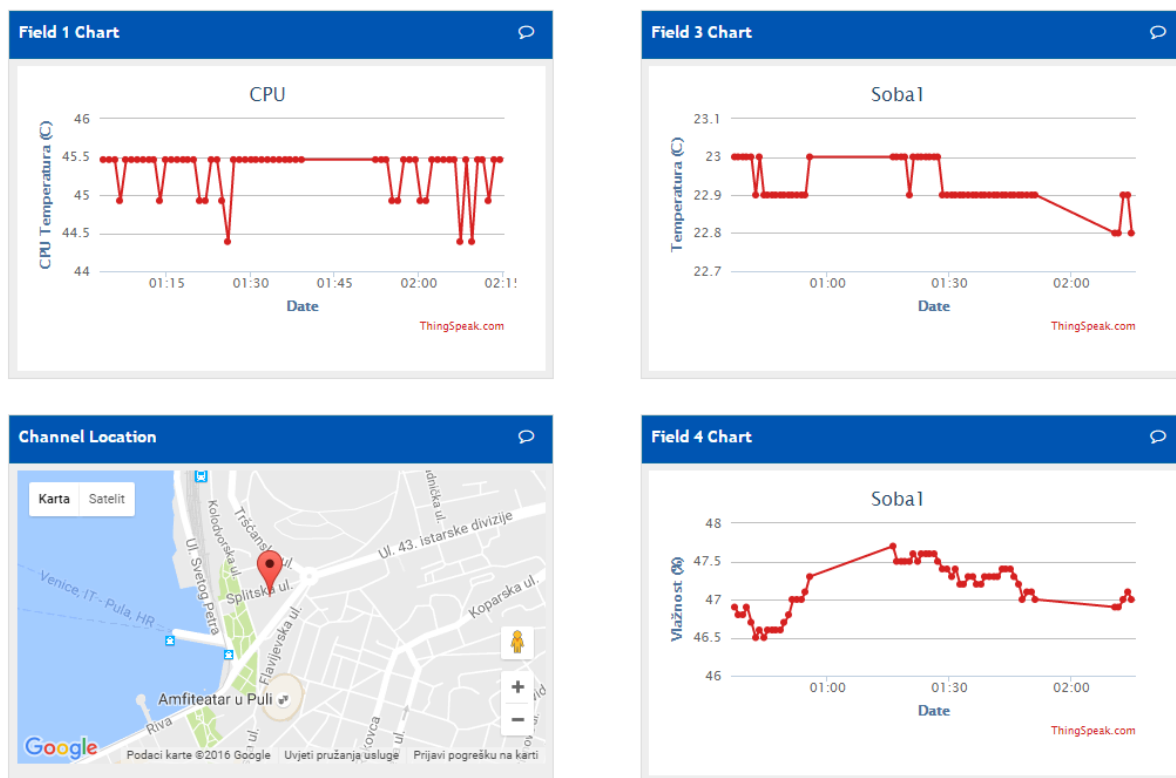 Field 1 Chart
CPU
CPU Temperatura (C)
46
45.5
45
44.5
44
01:15
01:30
01:45
02:00
Date
ThingSpeak.com
Field 3 Chart
Soba1
Temperatura (C)
23.1
23
22.9
22.8
22.7
01:00
01:30
02:00
Date
ThingSpeak.com
Channel Location
Karta Satelit
Kolodvorska ul.
Tršćanska ul.
Ul. Svetog Petra
Ul. 43. istarske divizije
Splitska ul.
Koparska ul.
Venice, IT - Pula, HR
Flavijevska ul.
Amfiteatar u Puli
Riva
Google
Podaci karte ©2016 Google Uvjeti pružanja usluge Prijavi pogrešku na karti
Field 4 Chart
Soba1
Vlažnost (%)
48
47.5
47
46.5
46
01:00
01:30
02:00
Date
ThingSpeak.com